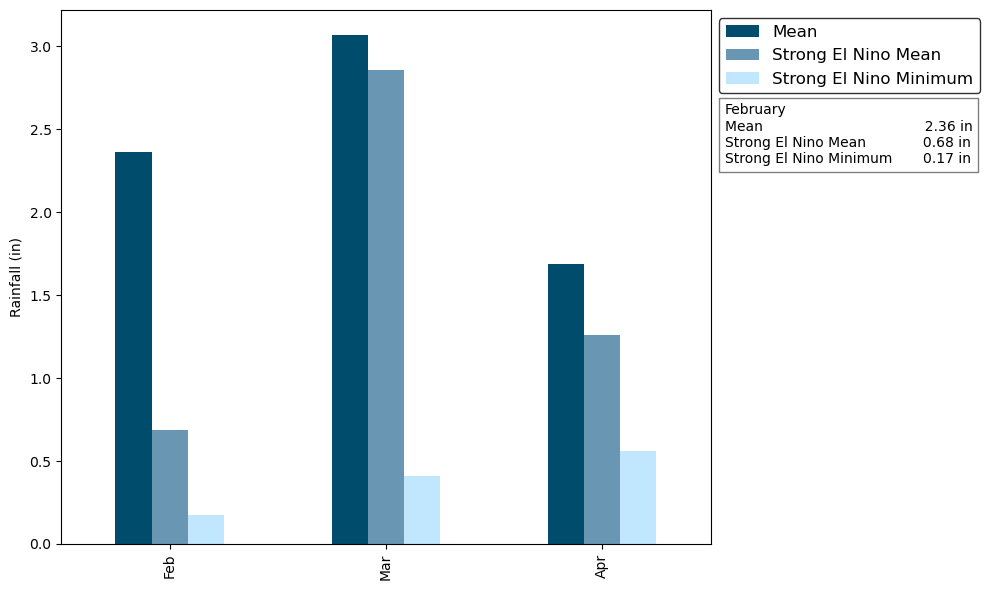 Rainfall (in)
3.0
2.5
2.0
1.5
1.0
0.5
0.0
Feb
Mar
Apr
Mean
Strong El Nino Mean
Strong El Nino Minimum
February
Mean 2.36 in
Strong El Nino Mean 0.68 in
Strong El Nino Minimum 0.17 in